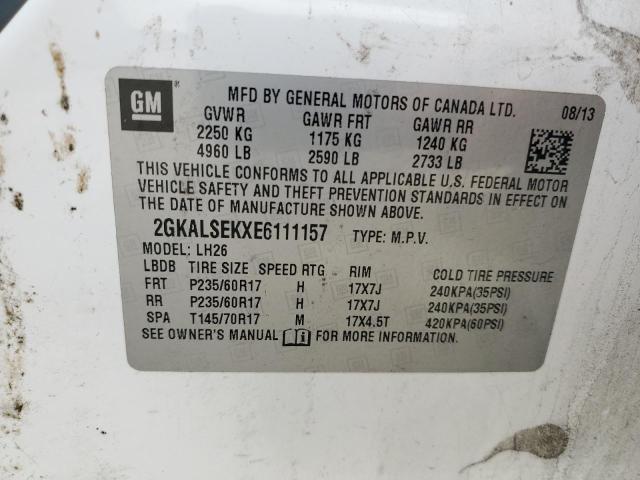 GM
MFD BY GENERAL MOTORS OF CANADA LTD. 08/13
GVWR GAWR FRT GAWR RR
2250 KG 1175 KG 1240 KG
4960 LB 2590 LB 2733 LB
THIS VEHICLE CONFORMS TO ALL APPLICABLE U.S. FEDERAL MOTOR
VEHICLE SAFETY AND THEFT PREVENTION STANDARDS IN EFFECT ON THE
DATE OF MANUFACTURE SHOWN ABOVE.
2GKALSEKXE6111157 TYPE: M.P.V.
MODEL: LH26
LBDB TIRE SIZE SPEED RTG RIM COLD TIRE PRESSURE
FRT P235/60R17 H 17X7J 240KPA(35PSI)
RR P235/60R17 H 17X7J 240KPA(35PSI)
SPA T145/70R17 M 17X4.5T 420KPA(60PSI)
SEE OWNER'S MANUAL FOR MORE INFORMATION.